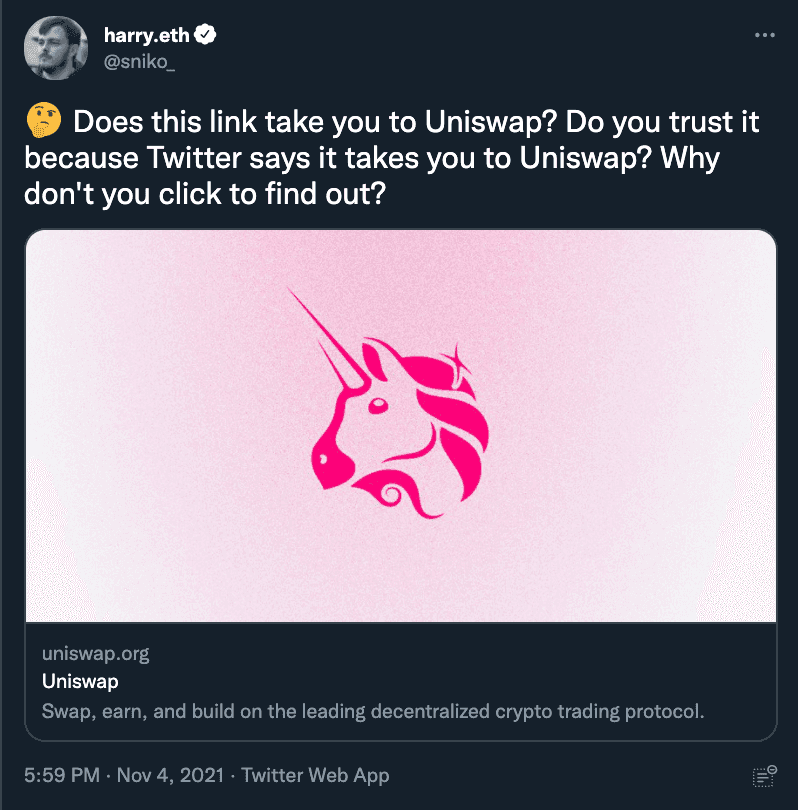 harry.eth
@sniko_
🤔 Does this link take you to Uniswap? Do you trust it
because Twitter says it takes you to Uniswap? Why
don't you click to find out?
uniswap.org
Uniswap
Swap, earn, and build on the leading decentralized crypto trading protocol.
5:59 PM · Nov 4, 2021 · Twitter Web App